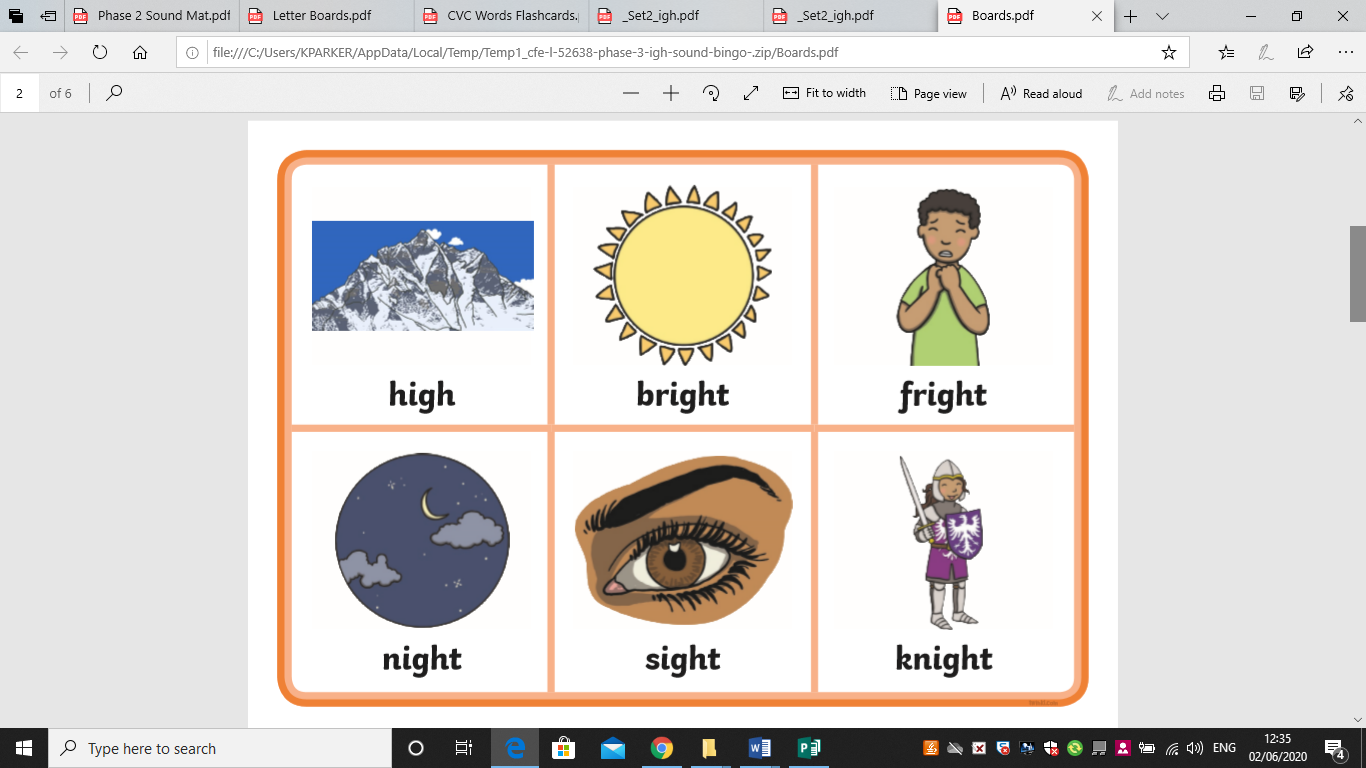 Phase 2 Sound Mat.pdf
Letter Boards.pdf
CVC Words Flashcards.
_Set2_igh.pdf
_Set2_igh.pdf
Boards.pdf
file:///C:/Users/KPARKER/AppData/Local/Temp/Temp1_cfe-l-52638-phase-3-igh-sound-bingo-.zip/Boards.pdf
2 of 6 Fit to width Page view Read aloud Add notes
high bright fright
night sight knight
Type here to search
ENG
12:35
02/06/2020
4